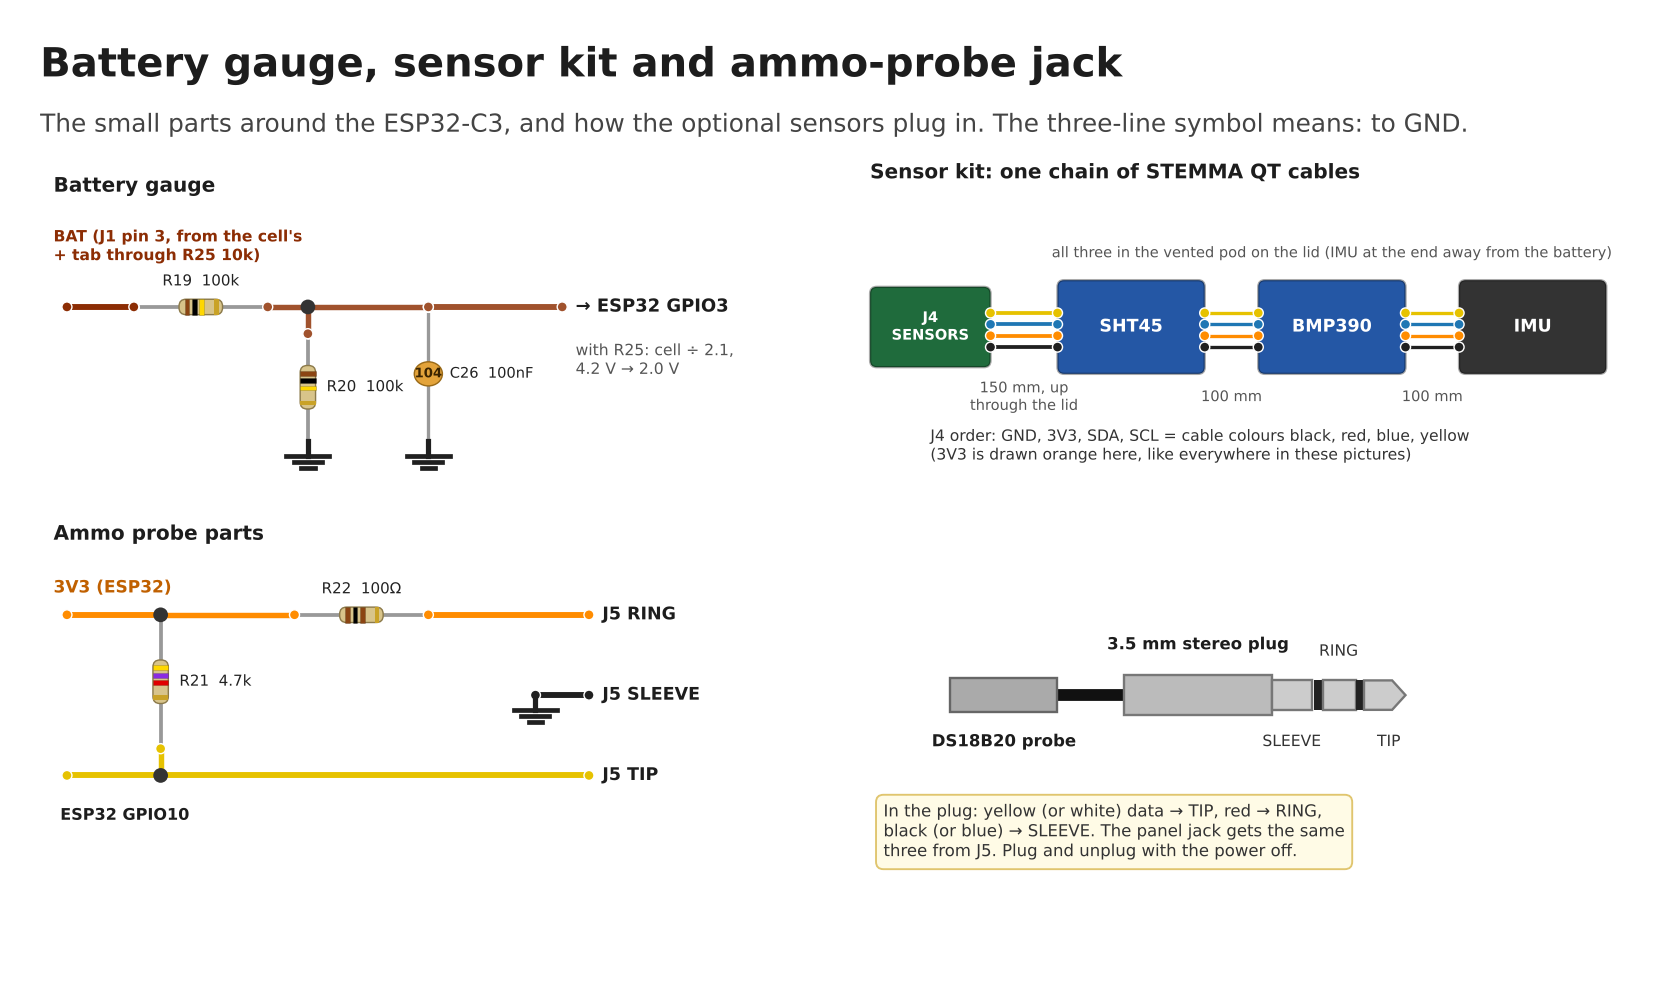 Battery gauge, sensor kit and ammo-probe jack
The small parts around the ESP32-C3, and how the optional sensors plug in. The three-line symbol means: to GND.
Battery gauge
BAT (J1 pin 3, from the cell's
+ tab through R25 10k)
R19 100k
→ ESP32 GPIO3
with R25: cell ÷ 2.1,
4.2 V → 2.0 V
R20 100k
104
C26 100nF
Sensor kit: one chain of STEMMA QT cables
all three in the vented pod on the lid (IMU at the end away from the battery)
J4
SENSORS
SHT45
BMP390
IMU
150 mm, up
through the lid
100 mm
100 mm
J4 order: GND, 3V3, SDA, SCL = cable colours black, red, blue, yellow
(3V3 is drawn orange here, like everywhere in these pictures)
Ammo probe parts
3V3 (ESP32)
R22 100Ω
J5 RING
R21 4.7k
J5 SLEEVE
J5 TIP
ESP32 GPIO10
3.5 mm stereo plug
RING
DS18B20 probe
SLEEVE
TIP
In the plug: yellow (or white) data → TIP, red → RING,
black (or blue) → SLEEVE. The panel jack gets the same
three from J5. Plug and unplug with the power off.